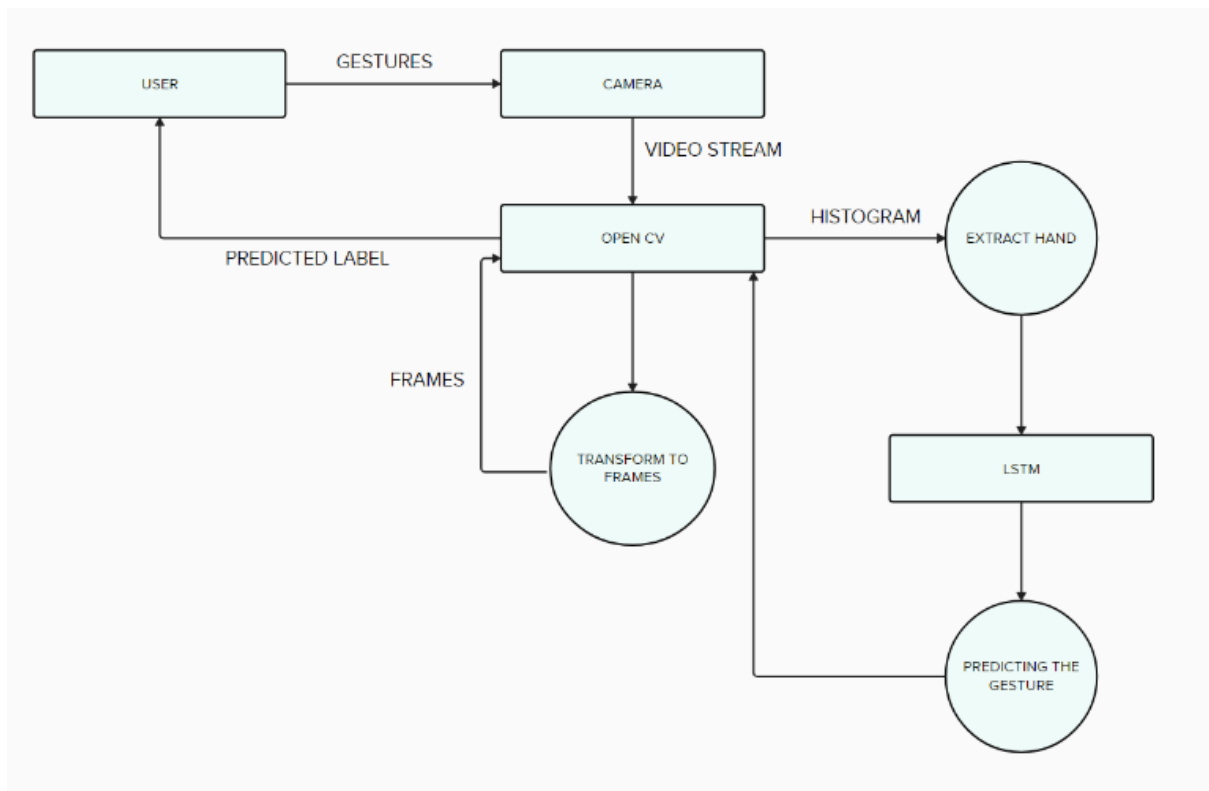 GESTURES
USER
CAMERA
VIDEO STREAM
HISTOGRAM
OPEN CV
EXTRACT HAND
PREDICTED LABEL
FRAMES
TRANSFORM TO
FRAMES
LSTM
PREDICTING THE
GESTURE